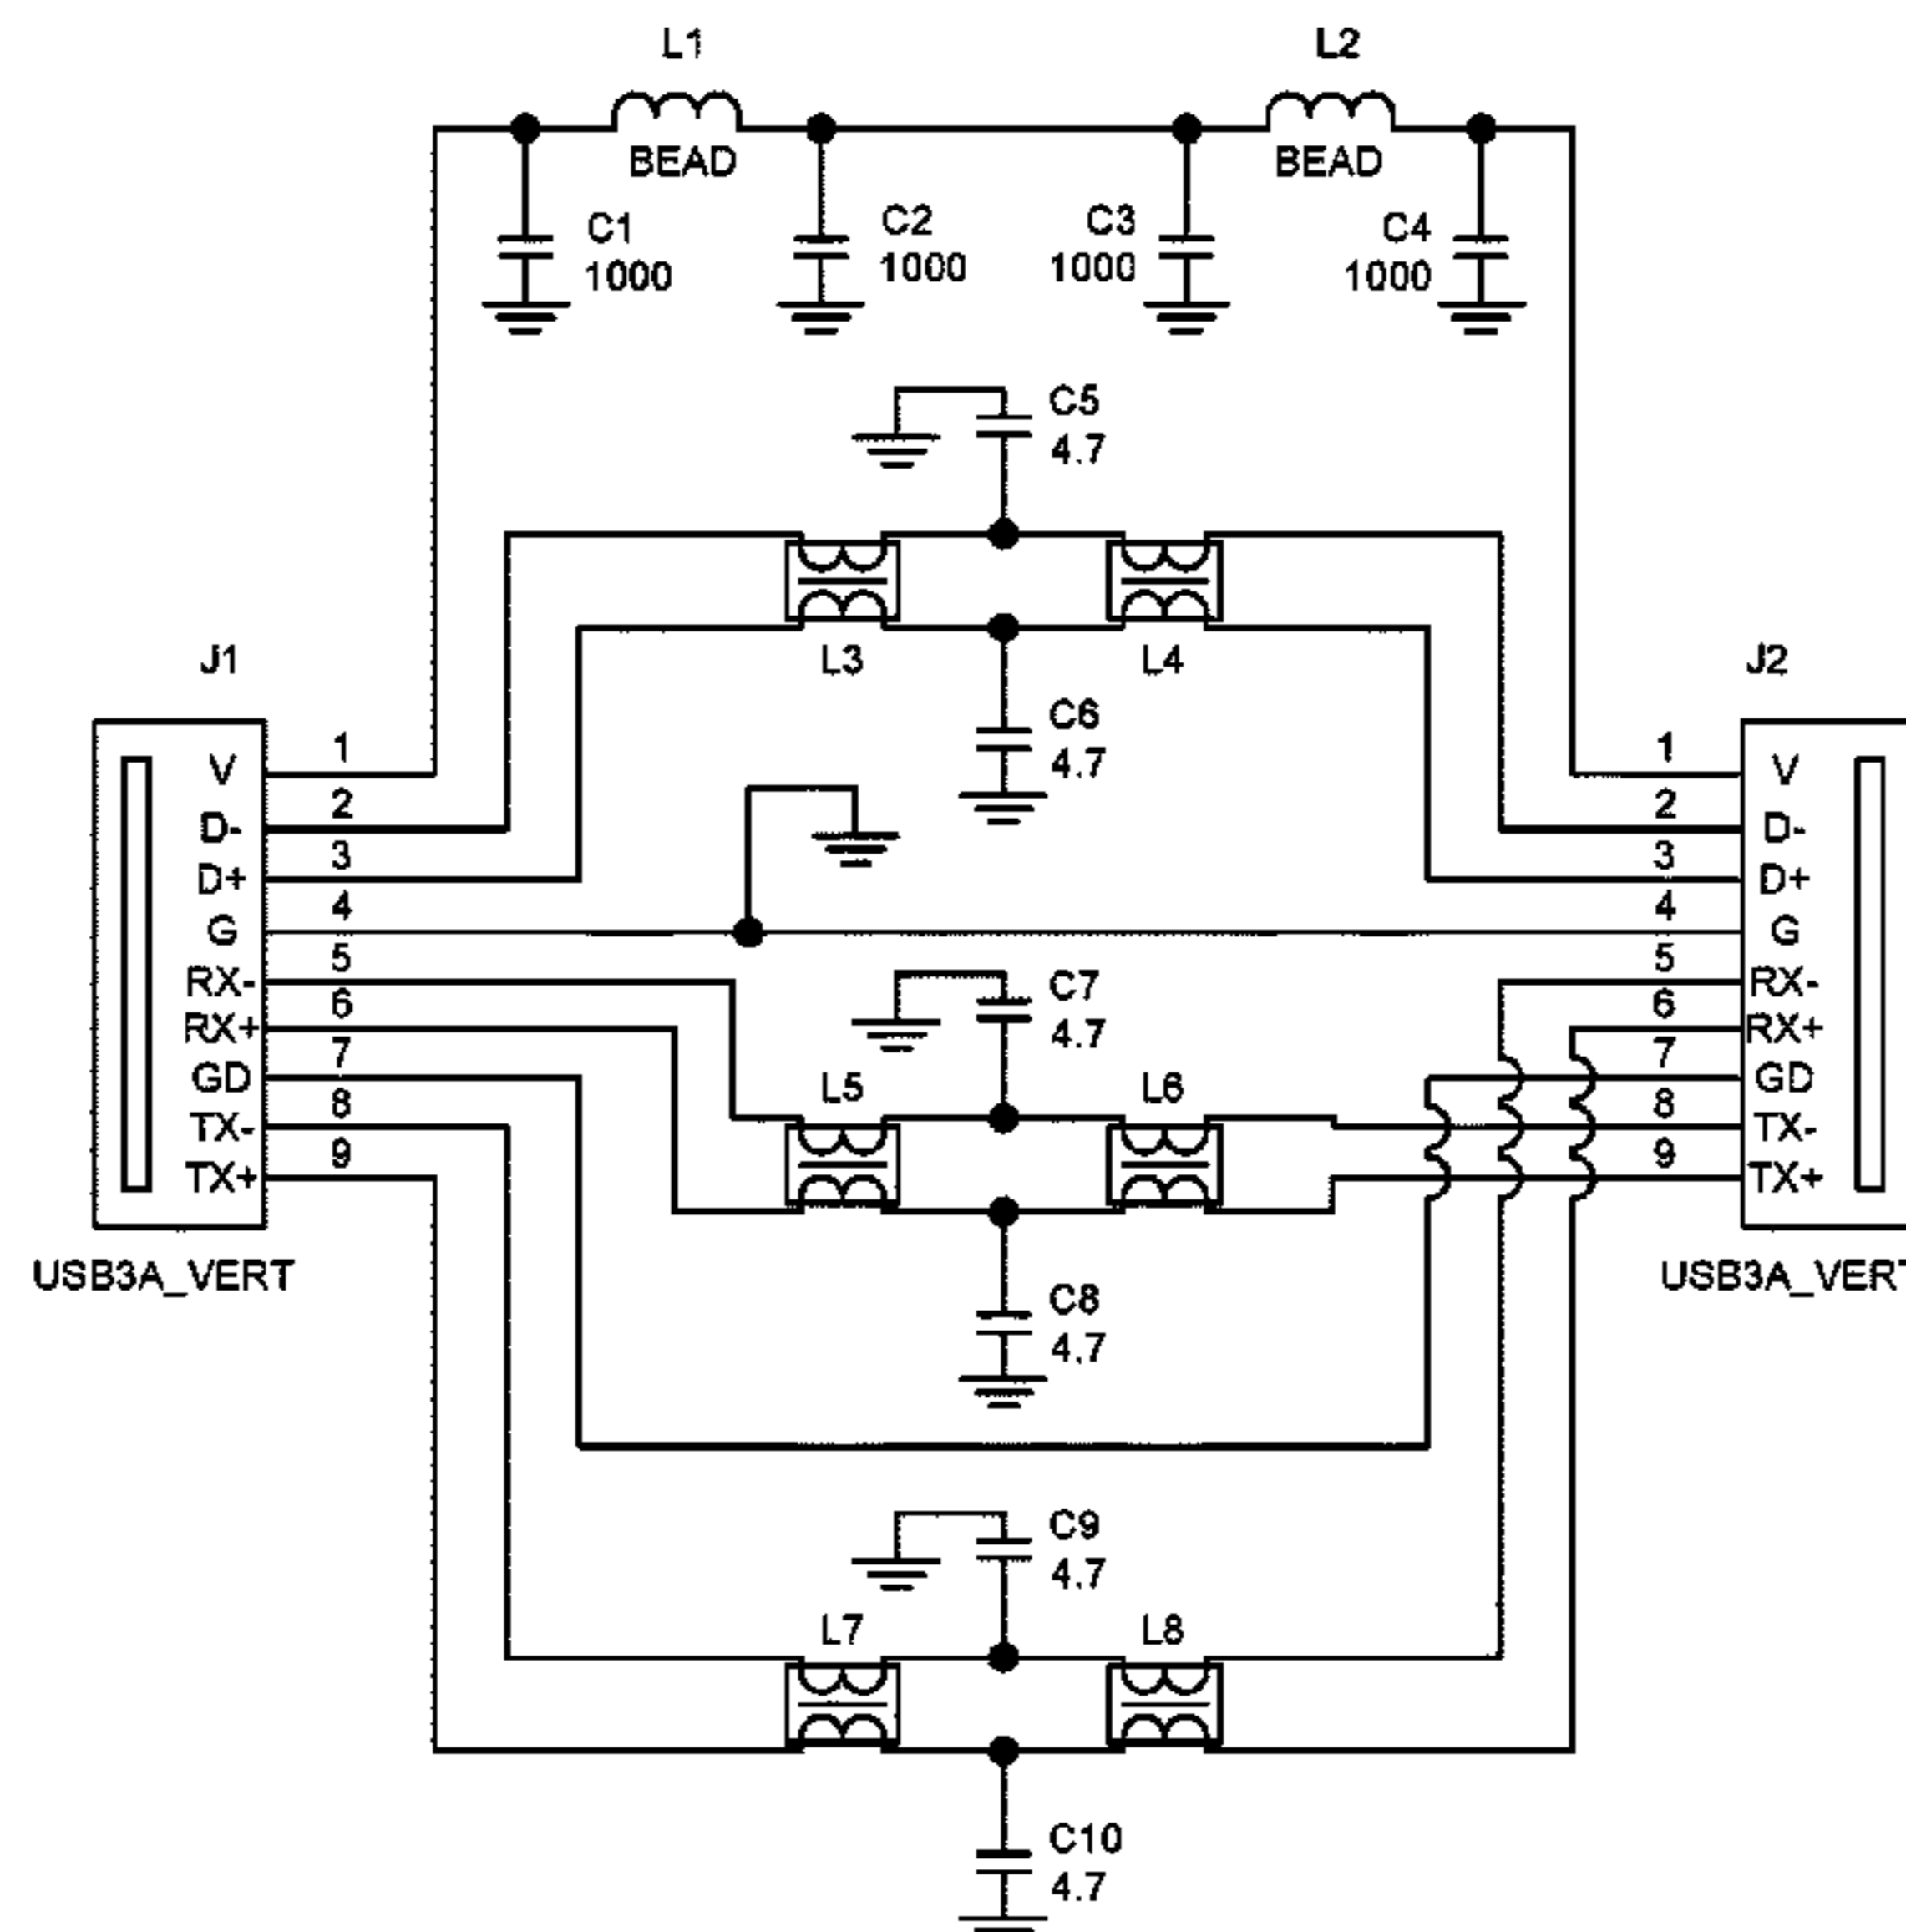 L1
L2
BEAD
BEAD
C1
1000
C2
1000
C3
1000
C4
1000
C5
4.7
L3
L4
C6
4.7
J1
J2
V 1
D- 2
D+ 3
G 4
RX- 5
RX+ 6
GD 7
TX- 8
TX+ 9
USB3A_VERT
1 V
2 D-
3 D+
4 G
5 RX-
6 RX+
7 GD
8 TX-
9 TX+
USB3A_VERT
C7
4.7
L5
L6
C8
4.7
C9
4.7
L7
L8
C10
4.7